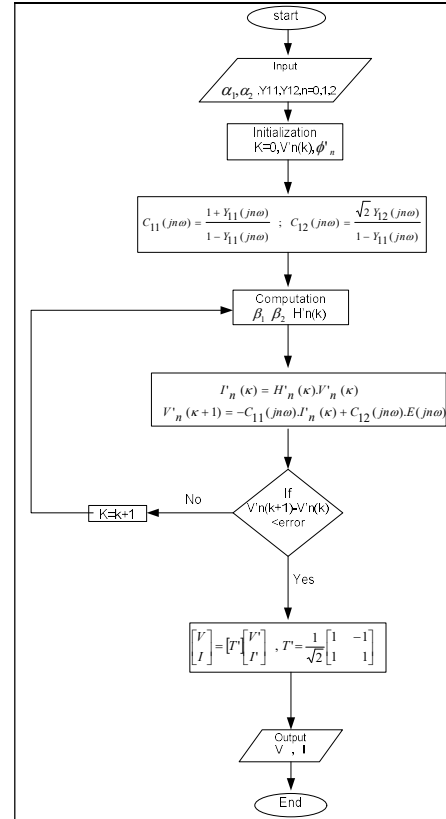 start
Input
α₁,α₂ ,Y11,Y12,n=0,1,2
Initialization
K=0,V'n(k),ϕ'ₙ
C₁₁(jnω)= (1+Y₁₁(jnω))/(1−Y₁₁(jnω)) ; C₁₂(jnω)= (√2 Y₁₂(jnω))/(1−Y₁₁(jnω))
Computation
β₁ β₂ H'n(k)
I'ₙ(κ) = H'ₙ(κ).V'ₙ(κ)
V'ₙ(κ+1) = −C₁₁(jnω).I'ₙ(κ) + C₁₂(jnω).E(jnω)
If
V'n(k+1)-V'n(k)
<error
No
K=k+1
Yes
[V I] = [T'] [V' I'] , T' = 1/√2 [1 −1 1 1]
Output
V , I
End